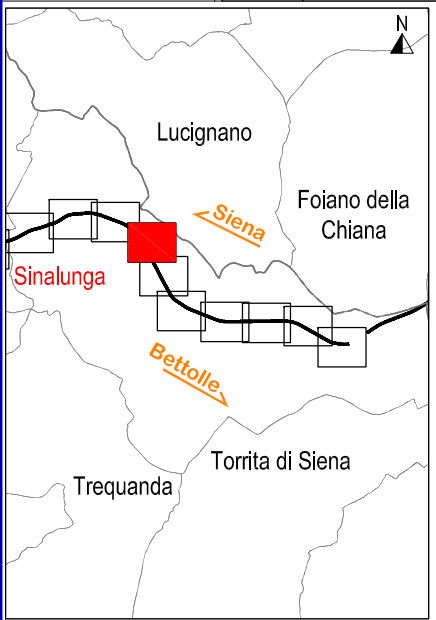 N
Lucignano
Siena
Foiano della
Chiana
Sinalunga
Bettolle
Torrita di Siena
Trequanda